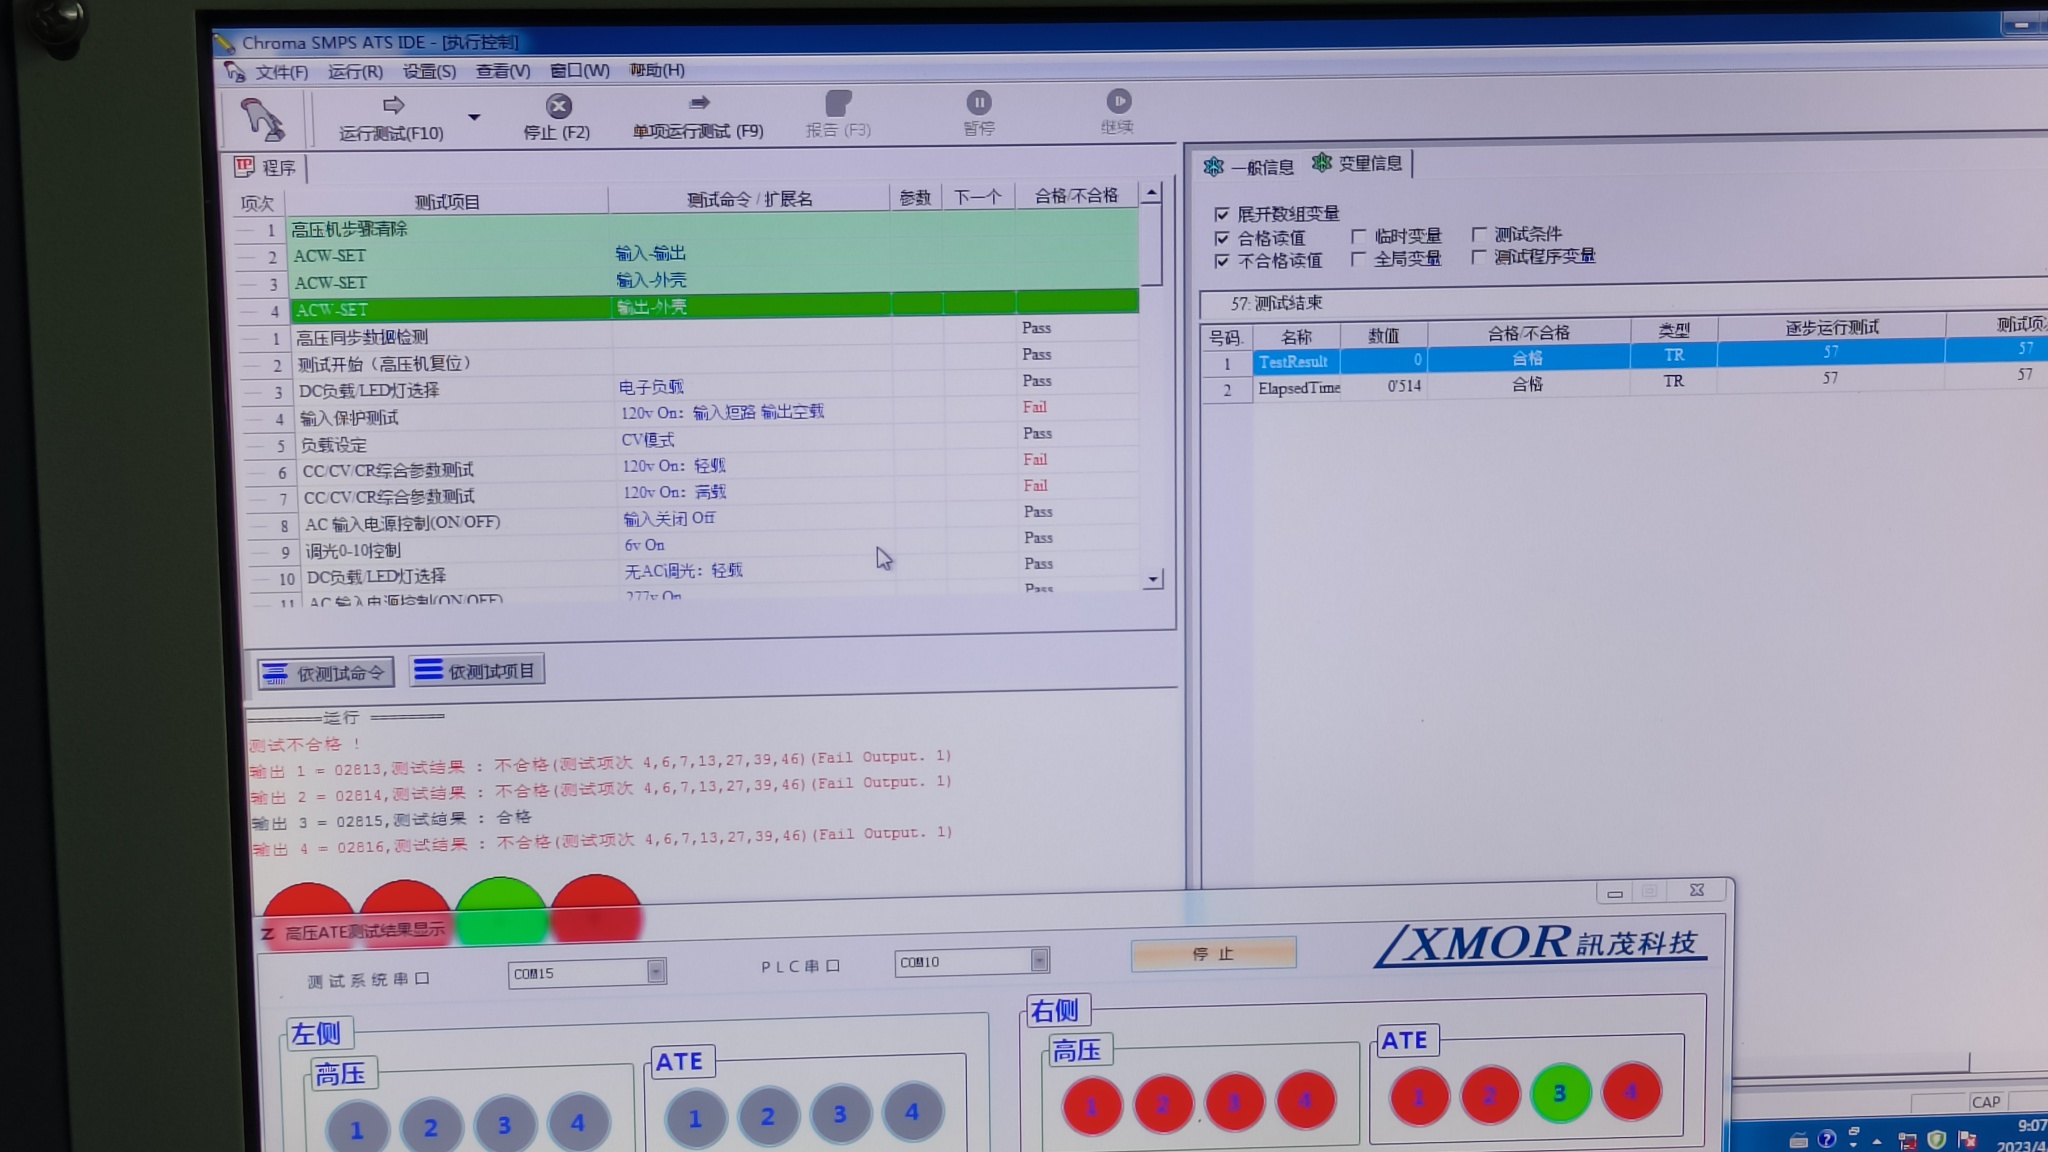 Chroma SMPS ATS IDE - [执行控制]
文件(F) 运行(R) 设置(S) 查看(V) 窗口(W) 帮助(H)
运行测试(F10) 停止 (F2) 单项运行测试 (F9) 报告 (F3) 暂停 继续
程序
项次 测试项目 测试命令 / 扩展名 参数 下一个 合格/不合格
1 高压机步骤清除
2 ACW-SET 输入-输出
3 ACW-SET 输入-外壳
4 ACW-SET 输出-外壳
1 高压同步数据检测 Pass
2 测试开始（高压机复位） Pass
3 DC负载/LED灯选择 电子负载 Pass
4 输入保护测试 120v On：输入短路 输出空载 Fail
5 负载设定 CV模式 Pass
6 CC/CV/CR综合参数测试 120v On：轻载 Fail
7 CC/CV/CR综合参数测试 120v On：满载 Fail
8 AC 输入电源控制(ON/OFF) 输入关闭 Off Pass
9 调光0-10控制 6v On Pass
10 DC负载/LED灯选择 无AC调光：轻载 Pass
11 AC 输入电源控制(ON/OFF) 277v On Pass
依测试命令 依测试项目
========运行 ========
测试不合格 ！
输出 1 = 02813,测试结果 : 不合格(测试项次 4,6,7,13,27,39,46)(Fail Output. 1)
输出 2 = 02814,测试结果 : 不合格(测试项次 4,6,7,13,27,39,46)(Fail Output. 1)
输出 3 = 02815,测试结果 : 合格
输出 4 = 02816,测试结果 : 不合格(测试项次 4,6,7,13,27,39,46)(Fail Output. 1)
一般信息 变量信息
展开数组变量
合格读值 临时变量 测试条件
不合格读值 全局变量 测试程序变量
57: 测试结束
号码. 名称 数值 合格/不合格 类型 逐步运行测试 测试项
1 TestResult 0 合格 TR 57 57
2 ElapsedTime 0'514 合格 TR 57 57
高压ATE测试结果显示
测试系统串口 COM15 PLC串口 COM10 停止 XMOR 訊茂科技
左侧 右侧
高压 ATE 高压 ATE
1 2 3 4 1 2 3 4 1 2 3 4 1 2 3 4
CAP
9:07
2023/4